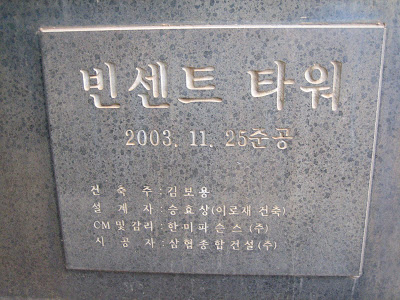 빈센트 타워
2003. 11. 25준공
건 축 주 : 김보용
설 계 자 : 승효상(이로재 건축)
CM 및 감리 : 한미파슨스 (주)
시 공 자 : 삼협종합건설(주)